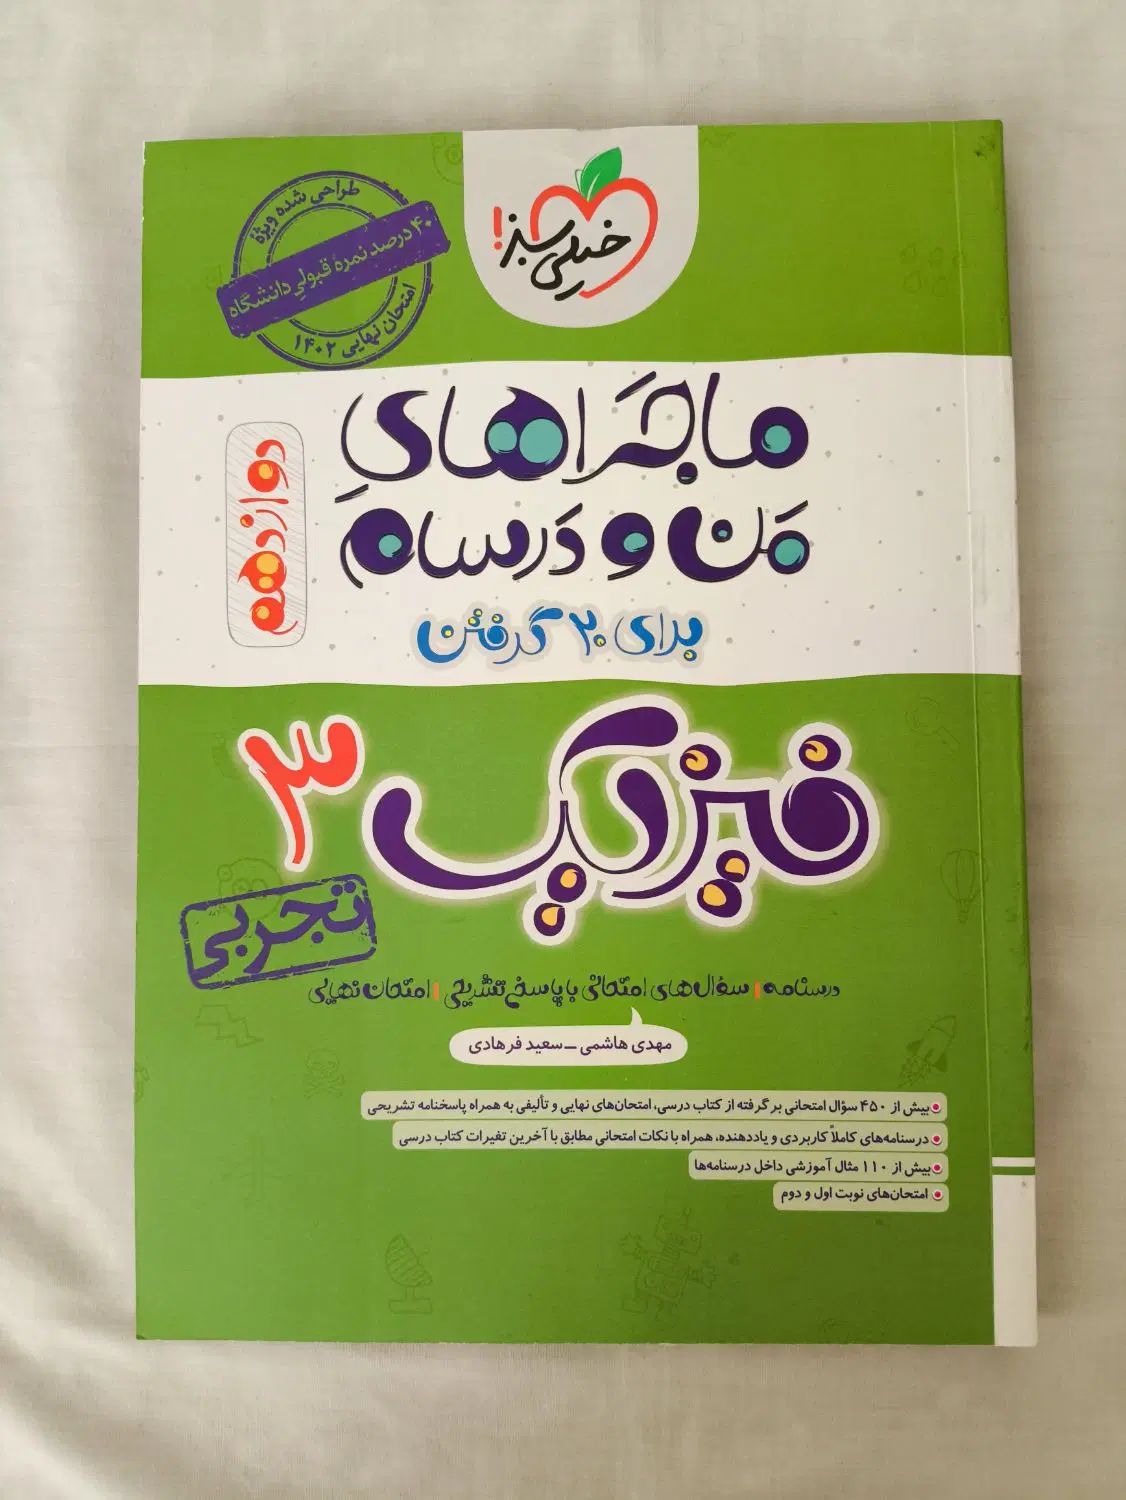 خیلی سبز!
طراحی شده ویژهٔ
۴۰ درصد نمرهٔ قبولی دانشگاه
امتحان نهایی ۱۴۰۲
ماجراهای
من و درسام
برای ۲۰ گرفتن
دوازدهم
فیزیک ۳
تجربی
درسنامه | سؤال‌های امتحانی با پاسخ تشریحی | امتحان نهایی
مهدی هاشمی ــ سعید فرهادی
بیش از ۴۵۰ سؤال امتحانی برگرفته از کتاب درسی، امتحان‌های نهایی و تألیفی به همراه پاسخنامه تشریحی
درسنامه‌های کاملاً کاربردی و یاددهنده، همراه با نکات امتحانی مطابق با آخرین تغیرات کتاب درسی
بیش از ۱۱۰ مثال آموزشی داخل درسنامه‌ها
امتحان‌های نوبت اول و دوم